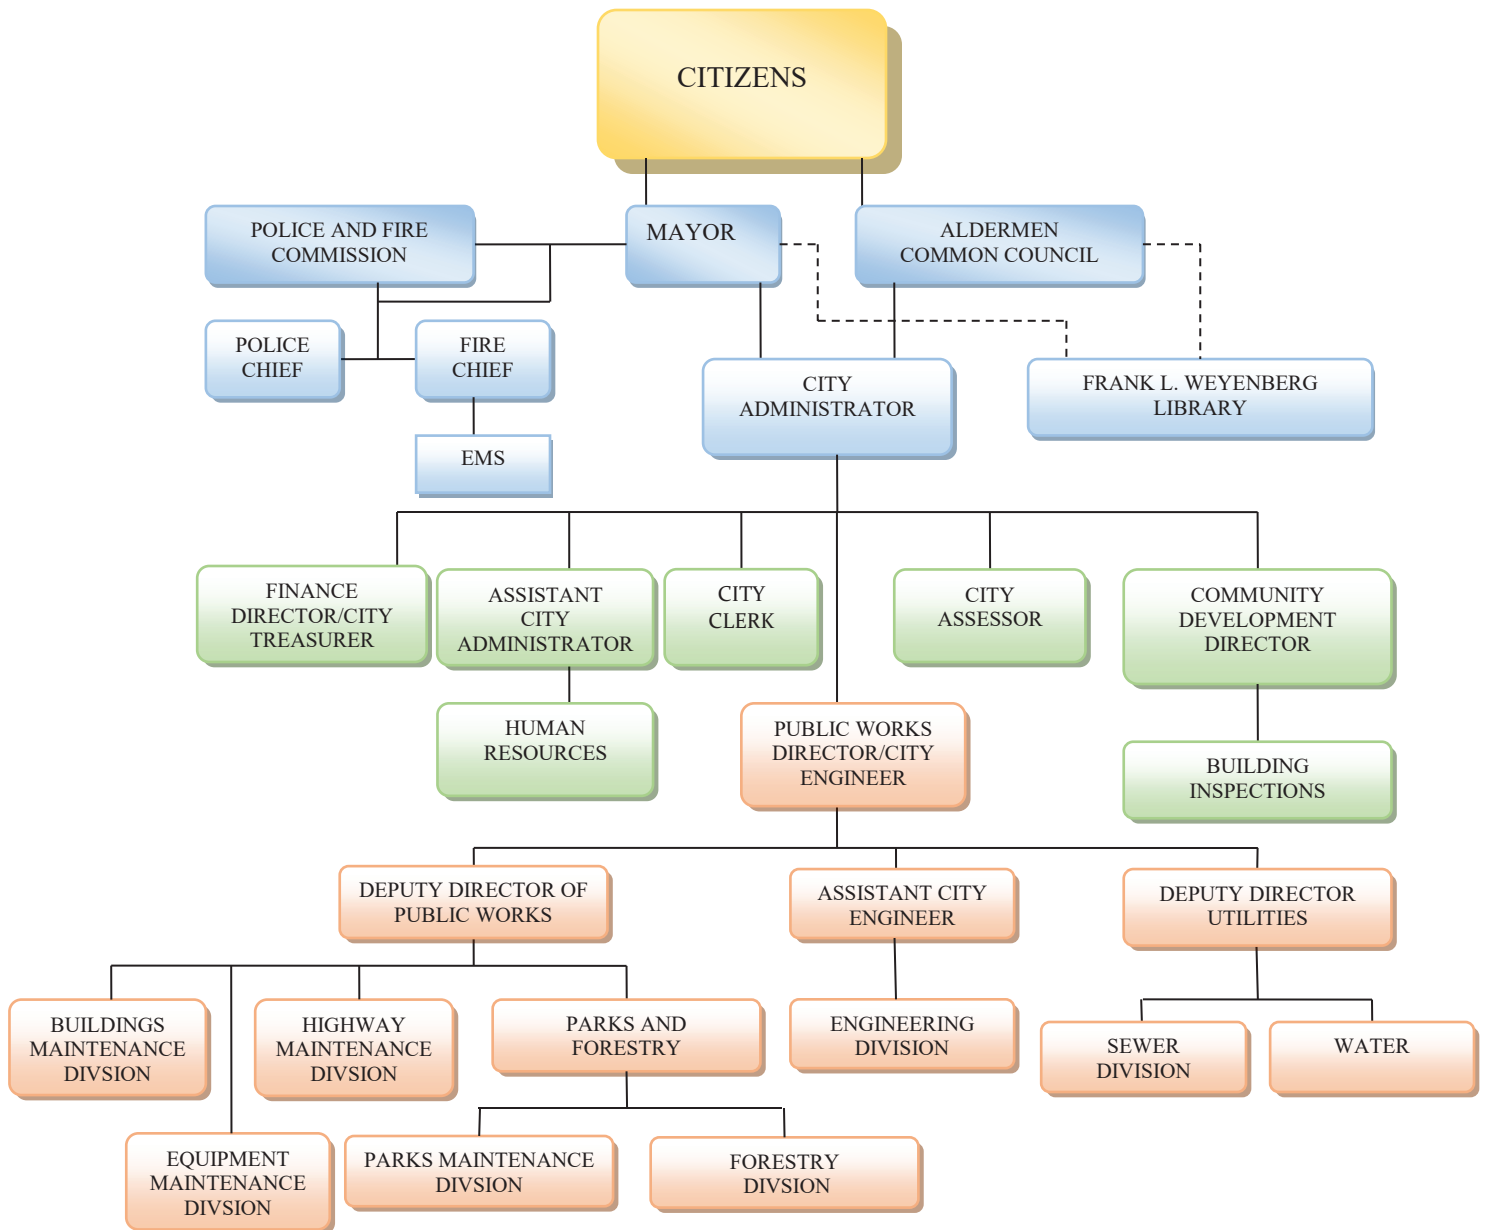 CITIZENS
POLICE AND FIRE
COMMISSION
MAYOR
ALDERMEN
COMMON COUNCIL
POLICE
CHIEF
FIRE
CHIEF
CITY
ADMINISTRATOR
FRANK L. WEYENBERG
LIBRARY
EMS
FINANCE
DIRECTOR/CITY
TREASURER
ASSISTANT
CITY
ADMINISTRATOR
CITY
CLERK
CITY
ASSESSOR
COMMUNITY
DEVELOPMENT
DIRECTOR
HUMAN
RESOURCES
PUBLIC WORKS
DIRECTOR/CITY
ENGINEER
BUILDING
INSPECTIONS
DEPUTY DIRECTOR OF
PUBLIC WORKS
ASSISTANT CITY
ENGINEER
DEPUTY DIRECTOR
UTILITIES
BUILDINGS
MAINTENANCE
DIVSION
HIGHWAY
MAINTENANCE
DIVSION
PARKS AND
FORESTRY
ENGINEERING
DIVISION
SEWER
DIVISION
WATER
EQUIPMENT
MAINTENANCE
DIVSION
PARKS MAINTENANCE
DIVSION
FORESTRY
DIVSION